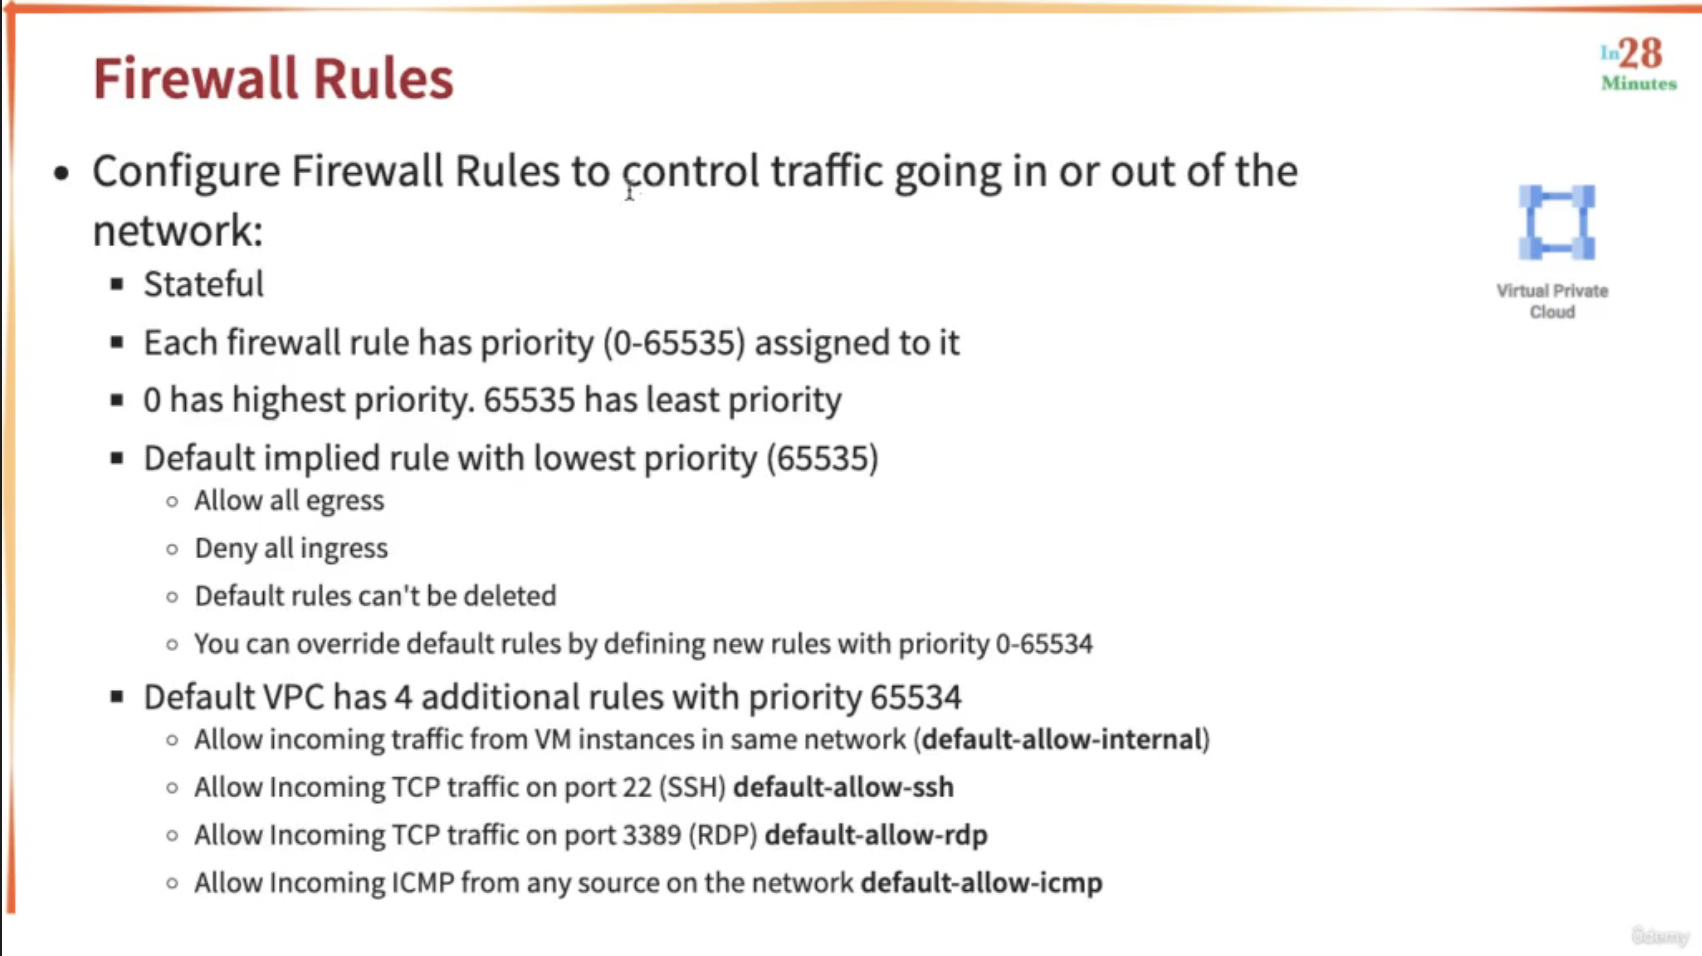 Firewall Rules
In28
Minutes
• Configure Firewall Rules to control traffic going in or out of the
network:
▪ Stateful
▪ Each firewall rule has priority (0-65535) assigned to it
▪ 0 has highest priority. 65535 has least priority
▪ Default implied rule with lowest priority (65535)
○ Allow all egress
○ Deny all ingress
○ Default rules can't be deleted
○ You can override default rules by defining new rules with priority 0-65534
▪ Default VPC has 4 additional rules with priority 65534
○ Allow incoming traffic from VM instances in same network (default-allow-internal)
○ Allow Incoming TCP traffic on port 22 (SSH) default-allow-ssh
○ Allow Incoming TCP traffic on port 3389 (RDP) default-allow-rdp
○ Allow Incoming ICMP from any source on the network default-allow-icmp
Virtual Private
Cloud
Udemy